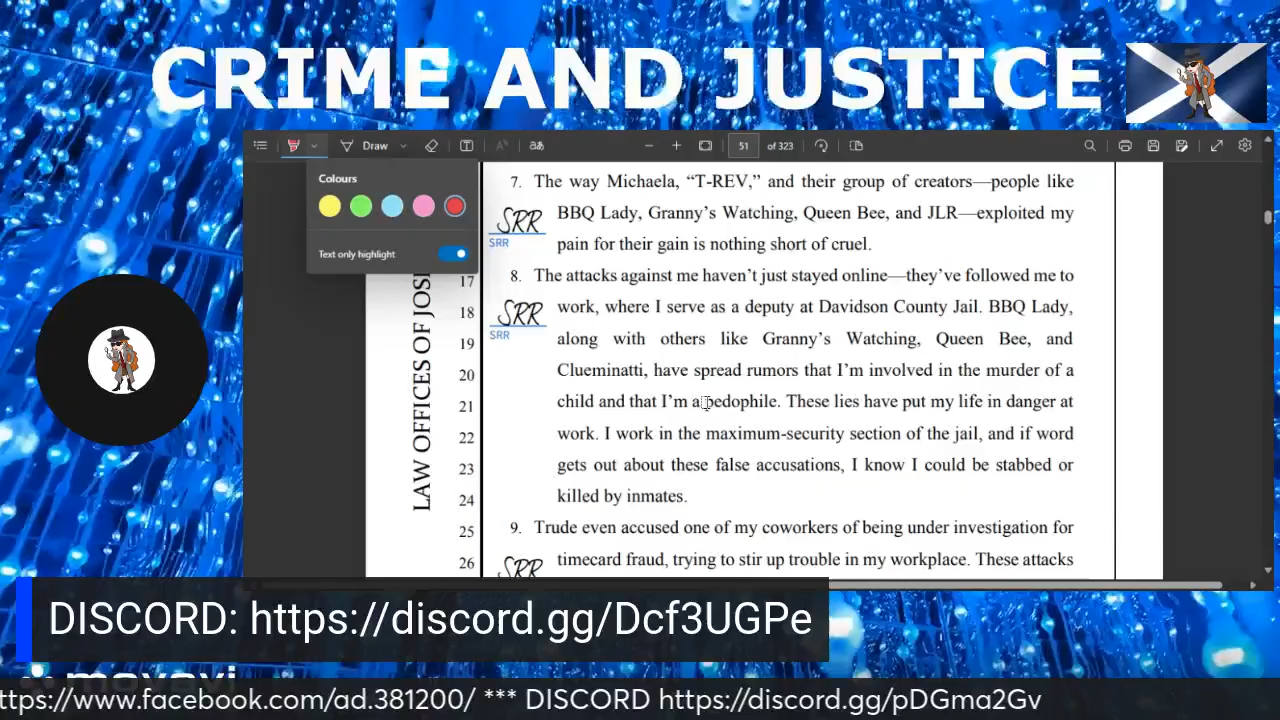 CRIME AND JUSTICE
Draw
51 of 323
Colours
Text only highlight
7. The way Michaela, “T-REV,” and their group of creators—people like
BBQ Lady, Granny’s Watching, Queen Bee, and JLR—exploited my
pain for their gain is nothing short of cruel.
SRR
SRR
8. The attacks against me haven’t just stayed online—they’ve followed me to
work, where I serve as a deputy at Davidson County Jail. BBQ Lady,
along with others like Granny’s Watching, Queen Bee, and
Clueminatti, have spread rumors that I’m involved in the murder of a
child and that I’m a pedophile. These lies have put my life in danger at
work. I work in the maximum-security section of the jail, and if word
gets out about these false accusations, I know I could be stabbed or
killed by inmates.
SRR
SRR
9. Trude even accused one of my coworkers of being under investigation for
timecard fraud, trying to stir up trouble in my workplace. These attacks
SRR
17
18
19
20
21
22
23
24
25
26
LAW OFFICES OF JOS
DISCORD: https://discord.gg/Dcf3UGPe
movavi
ttps://www.facebook.com/ad.381200/ *** DISCORD https://discord.gg/pDGma2Gv